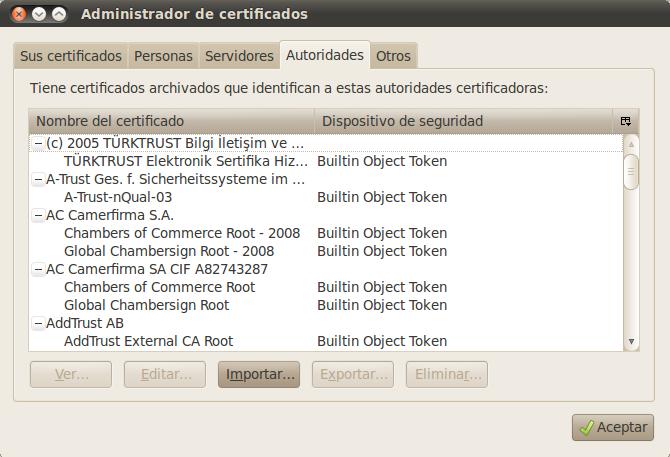 Administrador de certificados
Sus certificados Personas Servidores Autoridades Otros
Tiene certificados archivados que identifican a estas autoridades certificadoras:
Nombre del certificado Dispositivo de seguridad
(c) 2005 TÜRKTRUST Bilgi İletişim ve ...
TÜRKTRUST Elektronik Sertifika Hiz... Builtin Object Token
A-Trust Ges. f. Sicherheitssysteme im ...
A-Trust-nQual-03 Builtin Object Token
AC Camerfirma S.A.
Chambers of Commerce Root - 2008 Builtin Object Token
Global Chambersign Root - 2008 Builtin Object Token
AC Camerfirma SA CIF A82743287
Chambers of Commerce Root Builtin Object Token
Global Chambersign Root Builtin Object Token
AddTrust AB
AddTrust External CA Root Builtin Object Token
Ver... Editar... Importar... Exportar... Eliminar...
Aceptar